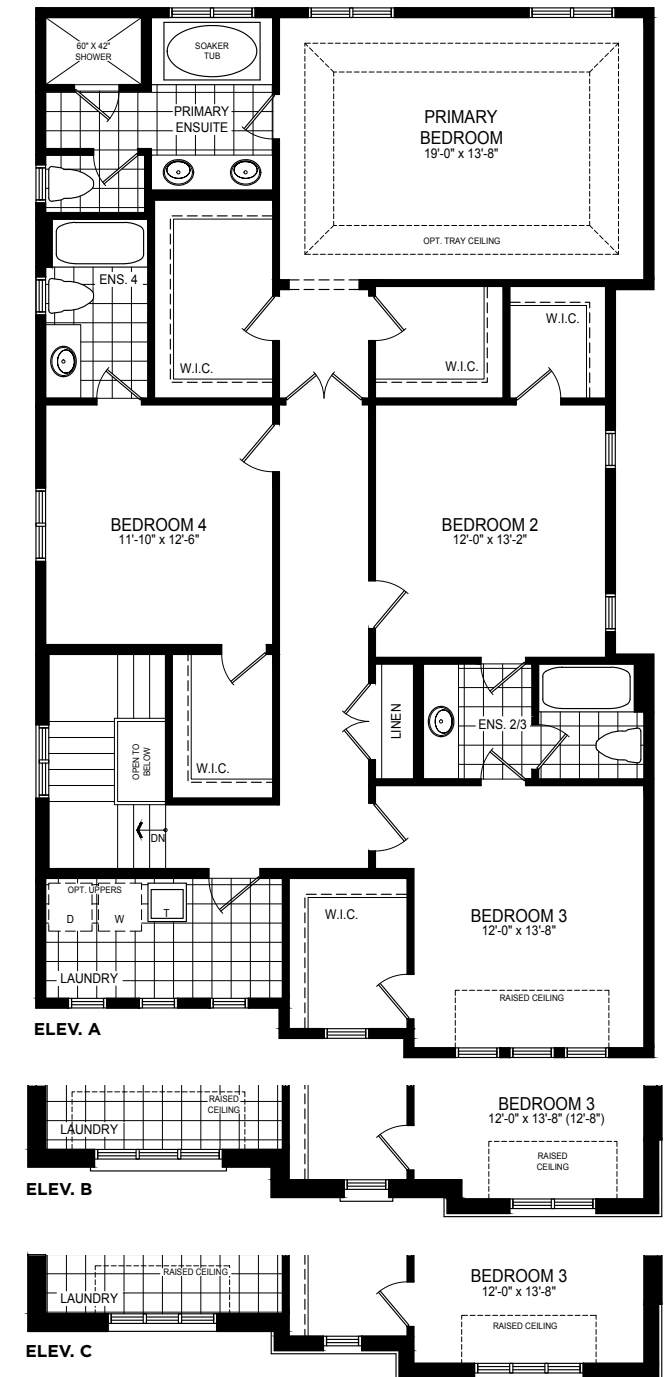 60" X 42"
SHOWER
SOAKER
TUB
PRIMARY
ENSUITE
PRIMARY
BEDROOM
19'-0" x 13'-8"
OPT. TRAY CEILING
ENS. 4
W.I.C.
W.I.C.
W.I.C.
BEDROOM 4
11'-10" x 12'-6"
BEDROOM 2
12'-0" x 13'-2"
OPEN TO
BELOW
W.I.C.
LINEN
ENS. 2/3
DN
OPT. UPPERS
D
W
T
LAUNDRY
W.I.C.
BEDROOM 3
12'-0" x 13'-8"
RAISED CEILING
ELEV. A
RAISED
CEILING
LAUNDRY
BEDROOM 3
12'-0" x 13'-8" (12'-8")
RAISED
CEILING
ELEV. B
RAISED CEILING
LAUNDRY
BEDROOM 3
12'-0" x 13'-8"
RAISED CEILING
ELEV. C